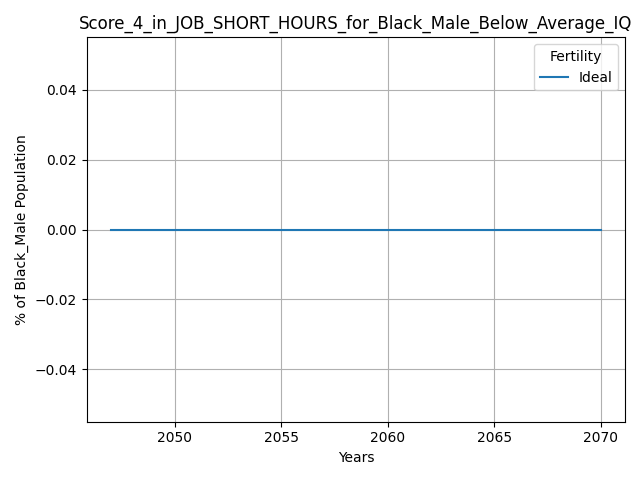 Score_4_in_JOB_SHORT_HOURS_for_Black_Male_Below_Average_IQ
Fertility
Ideal
0.04
0.02
0.00
−0.02
−0.04
% of Black_Male Population
2050 2055 2060 2065 2070
Years